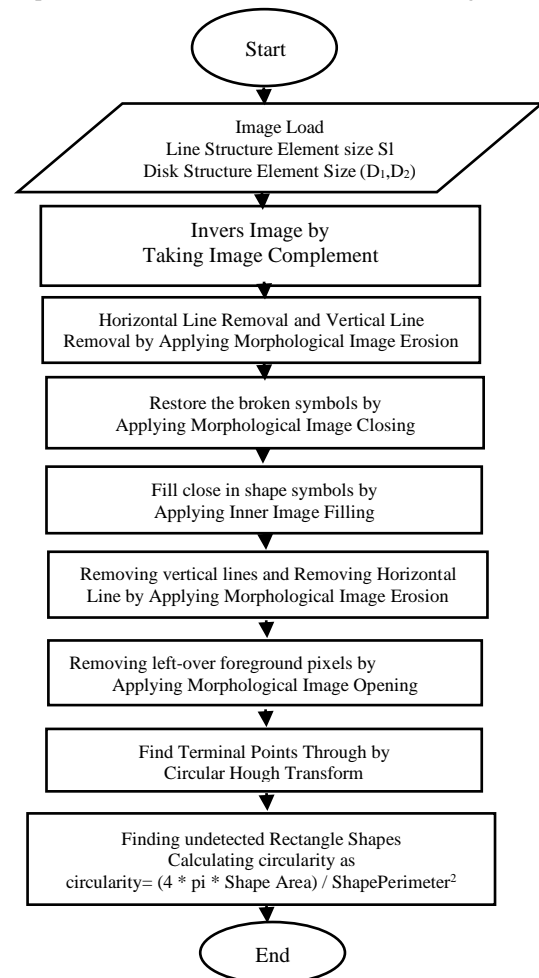 Start
Image Load
Line Structure Element size Sl
Disk Structure Element Size (D₁,D₂)
Invers Image by
Taking Image Complement
Horizontal Line Removal and Vertical Line
Removal by Applying Morphological Image Erosion
Restore the broken symbols by
Applying Morphological Image Closing
Fill close in shape symbols by
Applying Inner Image Filling
Removing vertical lines and Removing Horizontal
Line by Applying Morphological Image Erosion
Removing left-over foreground pixels by
Applying Morphological Image Opening
Find Terminal Points Through by
Circular Hough Transform
Finding undetected Rectangle Shapes
Calculating circularity as
circularity= (4 * pi * Shape Area) / ShapePerimeter²
End